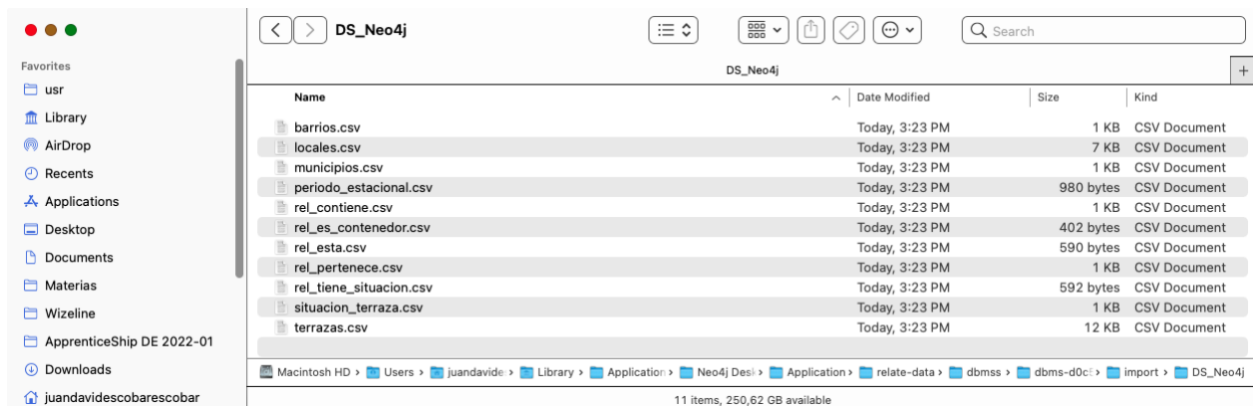 DS_Neo4j
Search
Favorites
usr
Library
AirDrop
Recents
Applications
Desktop
Documents
Materias
Wizeline
ApprenticeShip DE 2022-01
Downloads
juandavidescobarescobar
DS_Neo4j
Name Date Modified Size Kind
barrios.csv Today, 3:23 PM 1 KB CSV Document
locales.csv Today, 3:23 PM 7 KB CSV Document
municipios.csv Today, 3:23 PM 1 KB CSV Document
periodo_estacional.csv Today, 3:23 PM 980 bytes CSV Document
rel_contiene.csv Today, 3:23 PM 1 KB CSV Document
rel_es_contenedor.csv Today, 3:23 PM 402 bytes CSV Document
rel_esta.csv Today, 3:23 PM 590 bytes CSV Document
rel_pertenece.csv Today, 3:23 PM 1 KB CSV Document
rel_tiene_situacion.csv Today, 3:23 PM 592 bytes CSV Document
situacion_terraza.csv Today, 3:23 PM 1 KB CSV Document
terrazas.csv Today, 3:23 PM 12 KB CSV Document
Macintosh HD › Users › juandavide › Library › Application › Neo4j Desk › Application › relate-data › dbmss › dbms-d0c › import › DS_Neo4j
11 items, 250,62 GB available